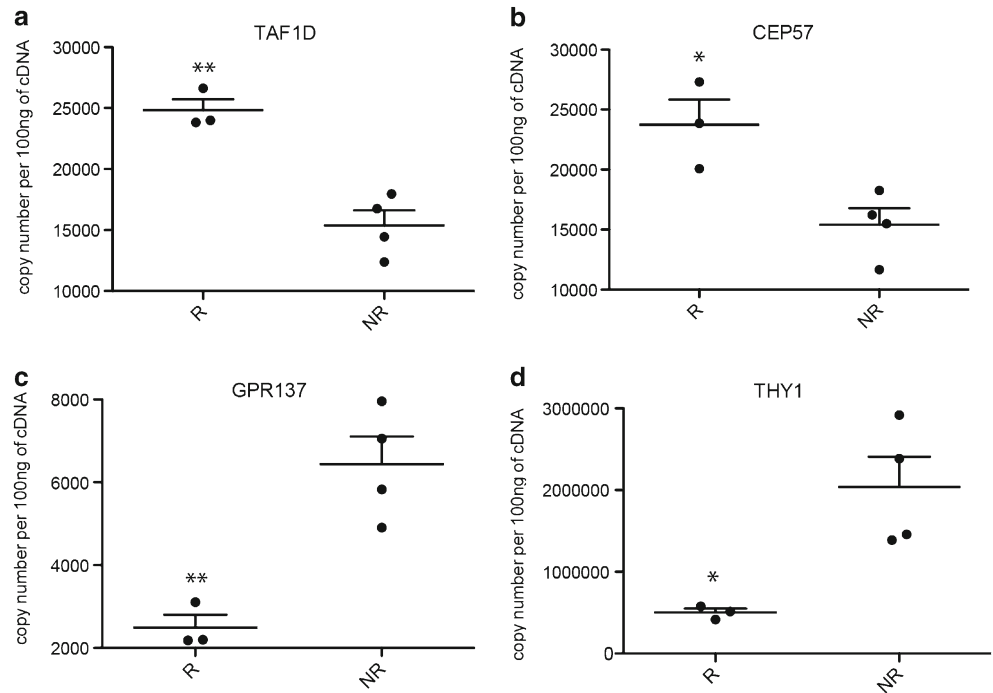 a
TAF1D
copy number per 100ng of cDNA
30000
25000
20000
15000
10000
**
R
NR
b
CEP57
copy number per 100ng of cDNA
30000
25000
20000
15000
10000
*
R
NR
c
GPR137
copy number per 100ng of cDNA
8000
6000
4000
2000
**
R
NR
d
THY1
copy number per 100ng of cDNA
3000000
2000000
1000000
0
*
R
NR